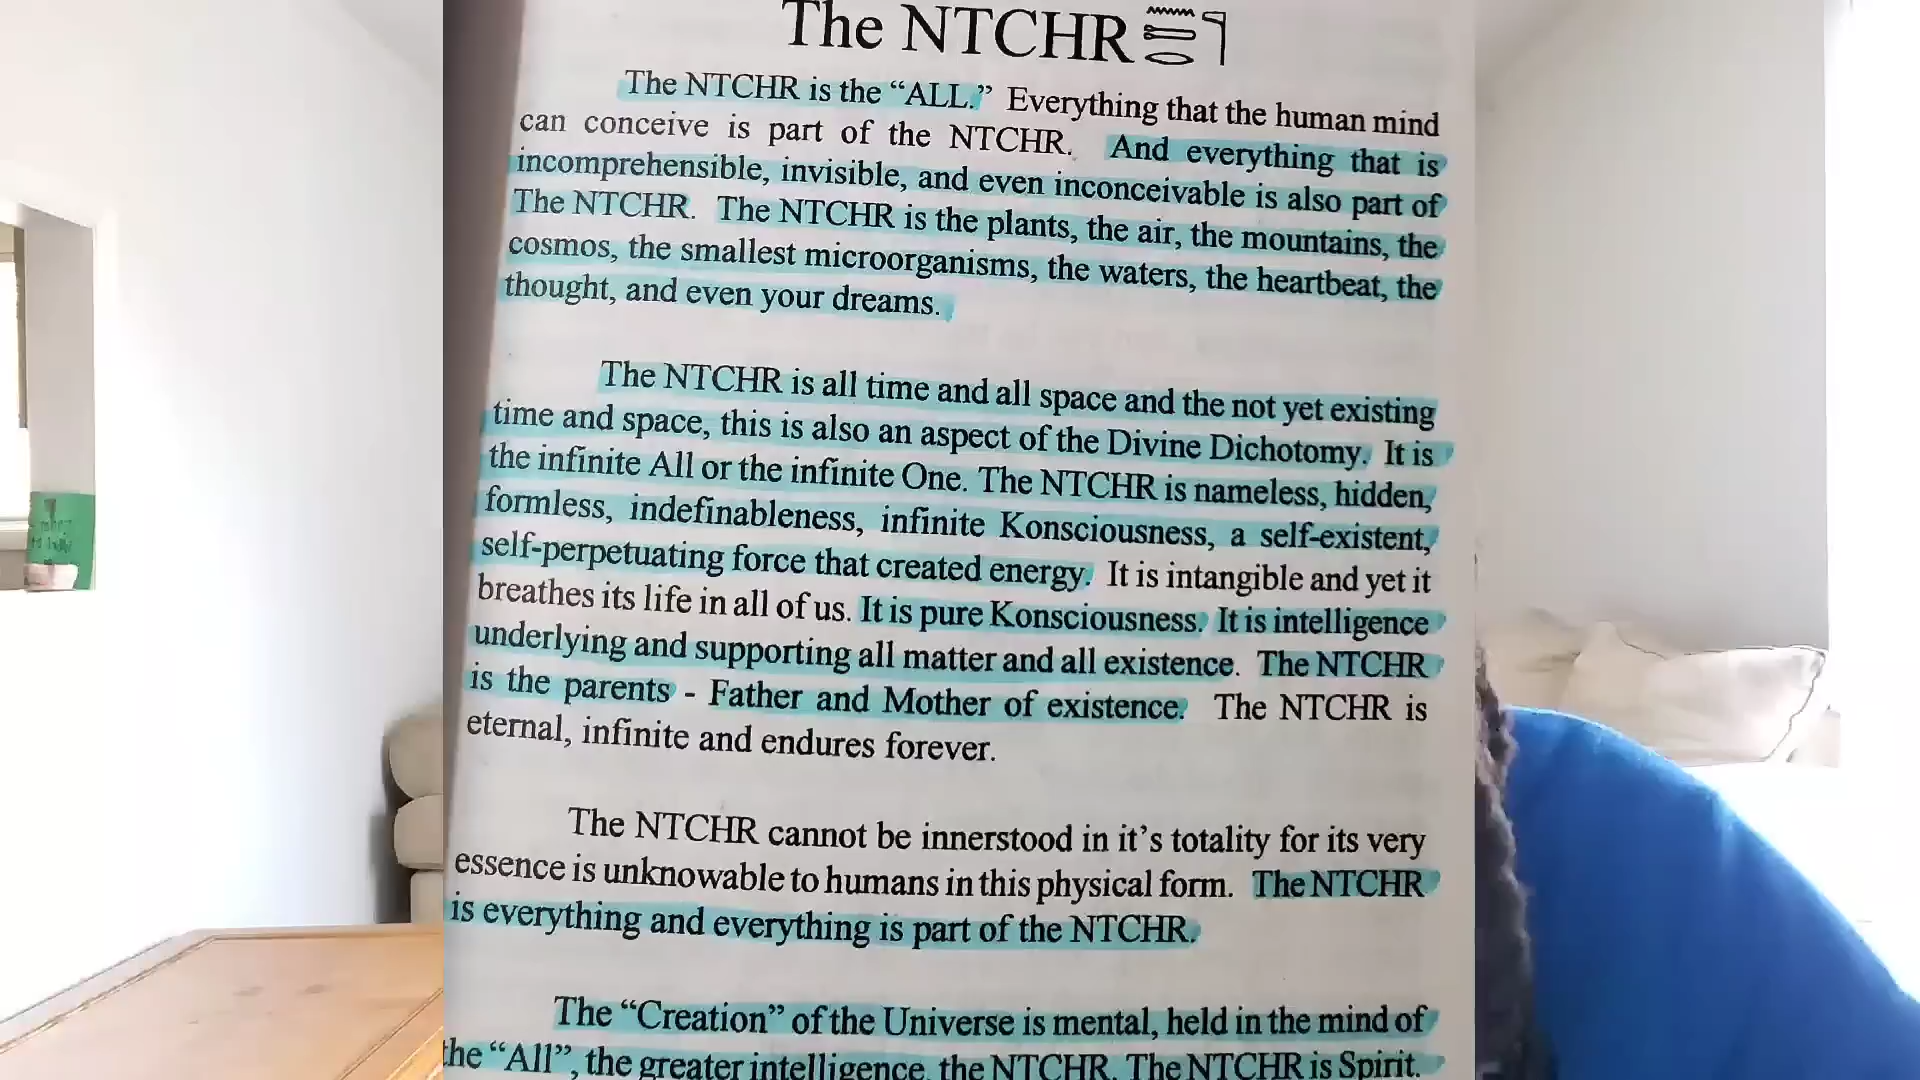 The NTCHR
The NTCHR is the “ALL.” Everything that the human mind
can conceive is part of the NTCHR. And everything that is
incomprehensible, invisible, and even inconceivable is also part of
The NTCHR. The NTCHR is the plants, the air, the mountains, the
cosmos, the smallest microorganisms, the waters, the heartbeat, the
thought, and even your dreams.
The NTCHR is all time and all space and the not yet existing
time and space, this is also an aspect of the Divine Dichotomy. It is
the infinite All or the infinite One. The NTCHR is nameless, hidden,
formless, indefinableness, infinite Konsciousness, a self-existent,
self-perpetuating force that created energy. It is intangible and yet it
breathes its life in all of us. It is pure Konsciousness. It is intelligence
underlying and supporting all matter and all existence. The NTCHR
is the parents - Father and Mother of existence. The NTCHR is
eternal, infinite and endures forever.
The NTCHR cannot be innerstood in it’s totality for its very
essence is unknowable to humans in this physical form. The NTCHR
is everything and everything is part of the NTCHR.
The “Creation” of the Universe is mental, held in the mind of
the “All”, the greater intelligence, the NTCHR. The NTCHR is Spirit.